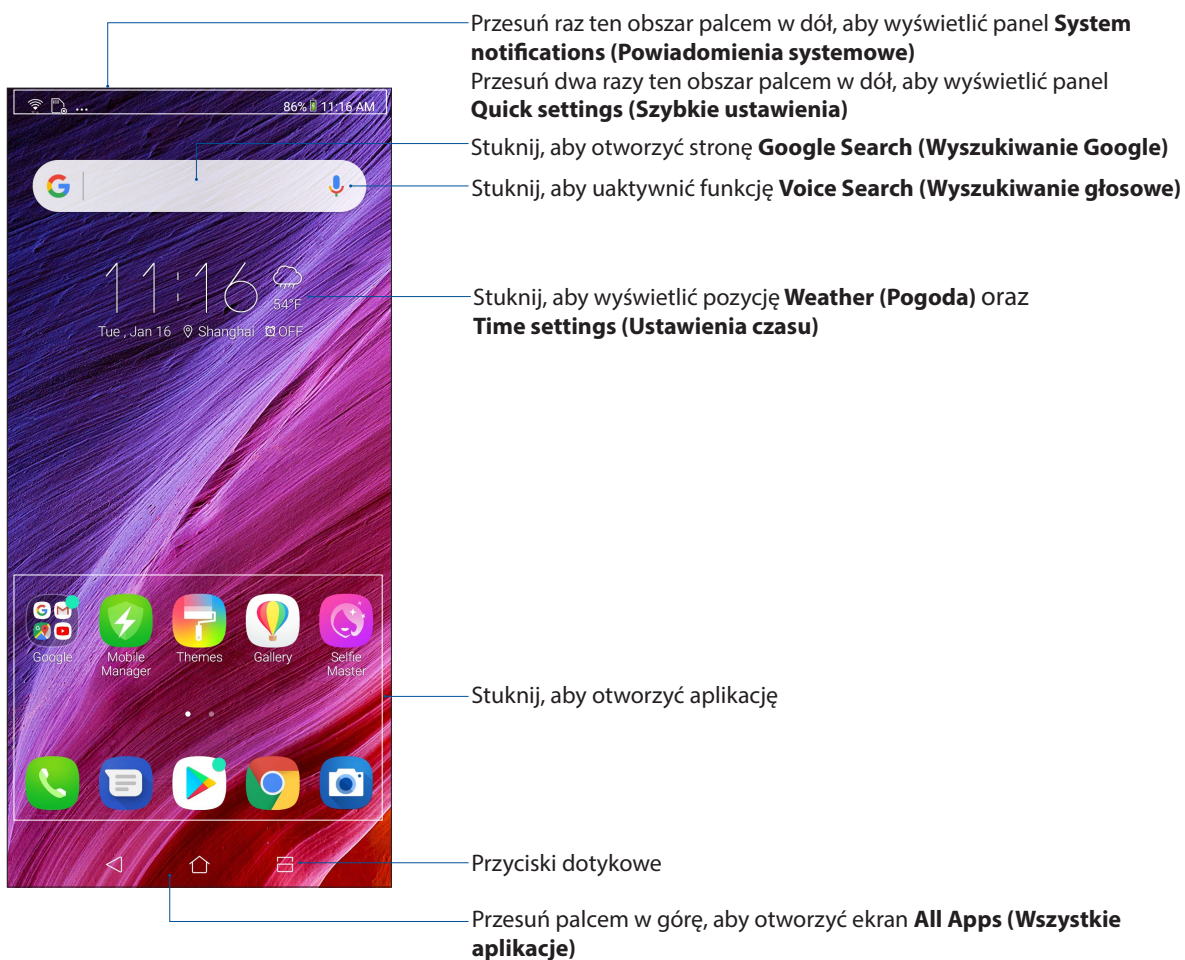 Przesuń raz ten obszar palcem w dół, aby wyświetlić panel System
notifications (Powiadomienia systemowe)
Przesuń dwa razy ten obszar palcem w dół, aby wyświetlić panel
Quick settings (Szybkie ustawienia)
86% 11:16 AM
Stuknij, aby otworzyć stronę Google Search (Wyszukiwanie Google)
G
Stuknij, aby uaktywnić funkcję Voice Search (Wyszukiwanie głosowe)
11:16
54°F
Tue , Jan 16 Shanghai OFF
Stuknij, aby wyświetlić pozycję Weather (Pogoda) oraz
Time settings (Ustawienia czasu)
Google
Mobile
Manager
Themes
Gallery
Selfie
Master
Stuknij, aby otworzyć aplikację
Przyciski dotykowe
Przesuń palcem w górę, aby otworzyć ekran All Apps (Wszystkie
aplikacje)